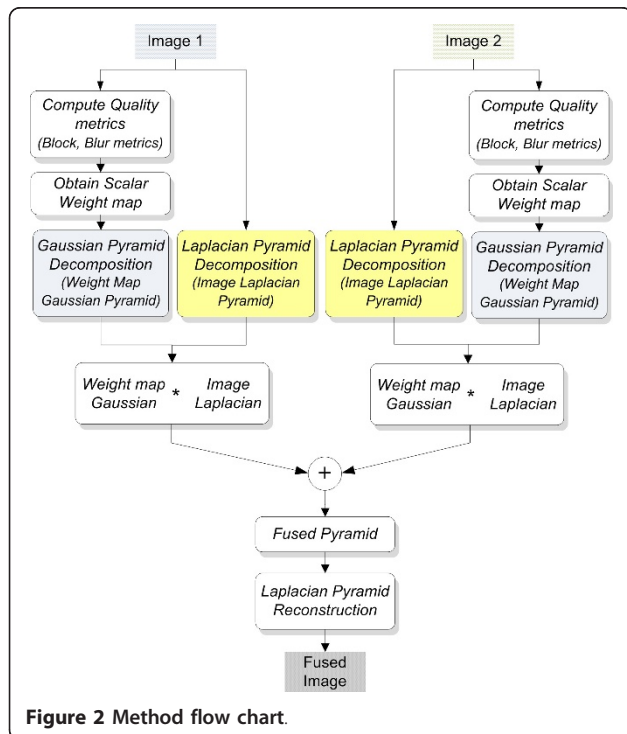 Image 1
Image 2
Compute Quality
metrics
(Block, Blur metrics)
Compute Quality
metrics
(Block, Blur metrics)
Obtain Scalar
Weight map
Obtain Scalar
Weight map
Gaussian Pyramid
Decomposition
(Weight Map
Gaussian Pyramid)
Laplacian Pyramid
Decomposition
(Image Laplacian
Pyramid)
Laplacian Pyramid
Decomposition
(Image Laplacian
Pyramid)
Gaussian Pyramid
Decomposition
(Weight Map
Gaussian Pyramid)
Weight map * Image
Gaussian Laplacian
Weight map * Image
Gaussian Laplacian
+
Fused Pyramid
Laplacian Pyramid
Reconstruction
Fused
Image
Figure 2 Method flow chart.